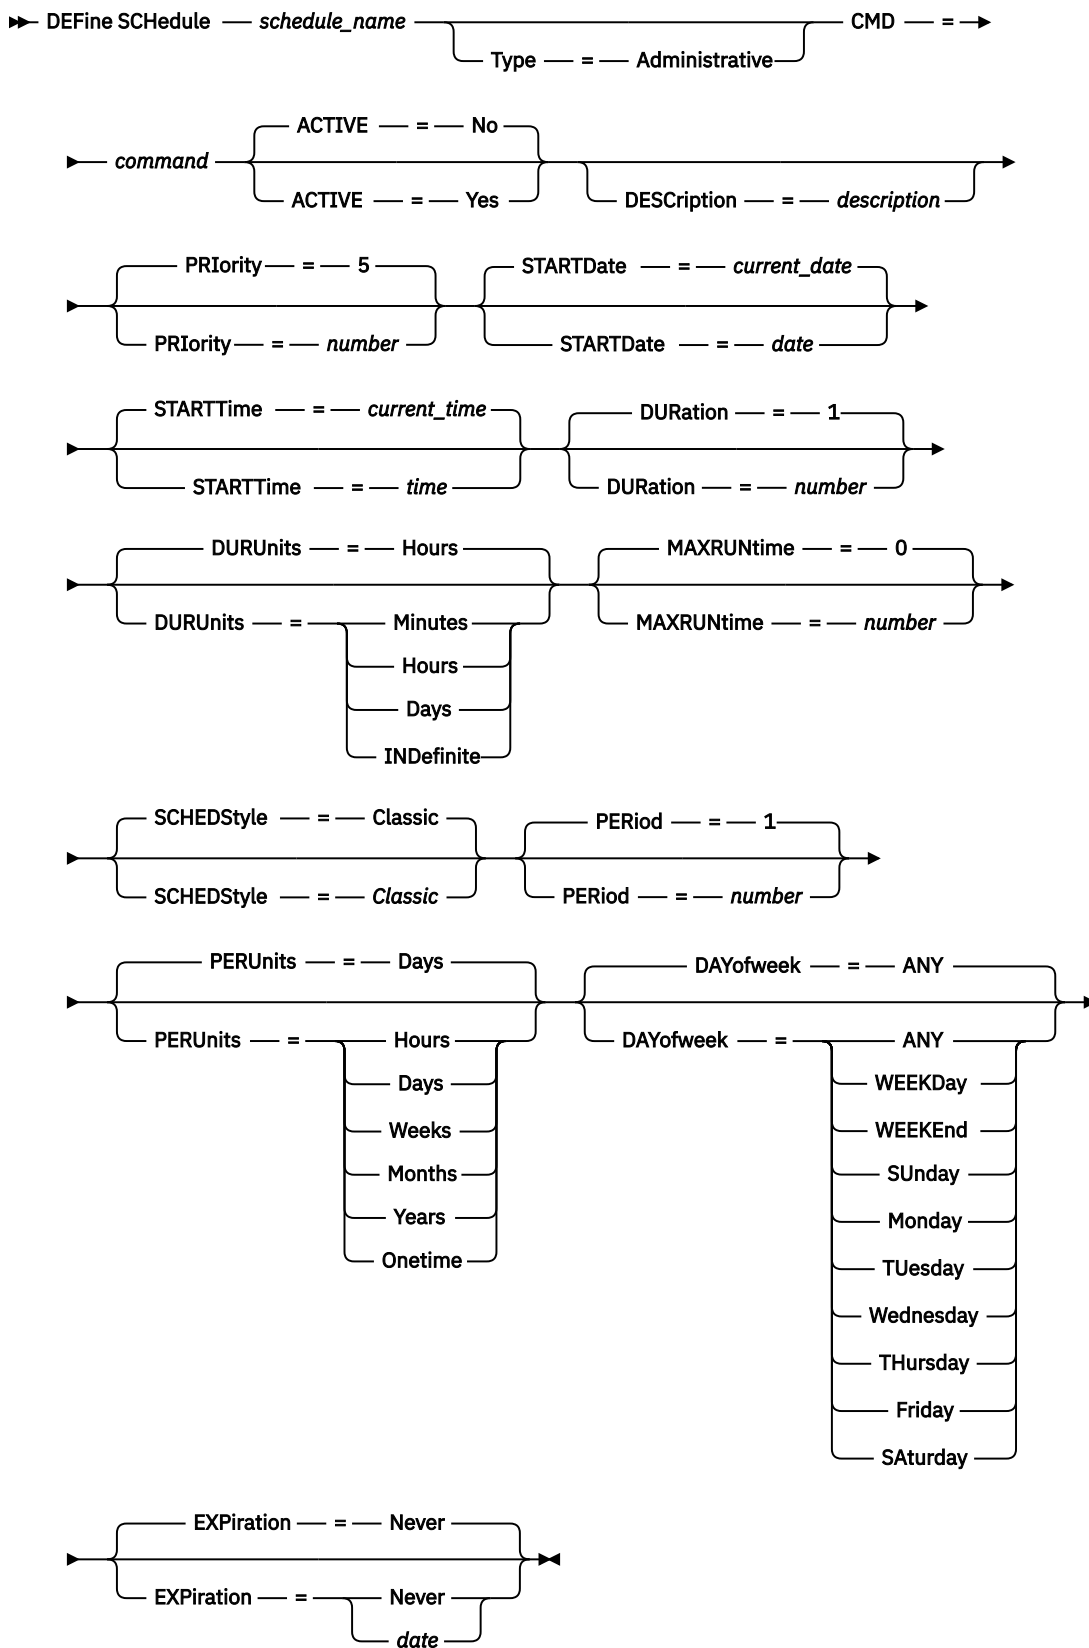 DEFine SCHedule schedule_name CMD =
Type = Administrative
ACTIVE = No
command
ACTIVE = Yes
DESCription = description
PRIority = 5
PRIority = number
STARTDate = current_date
STARTDate = date
STARTTime = current_time
STARTTime = time
DURation = 1
DURation = number
DURUnits = Hours
DURUnits = Minutes
Hours
Days
INDefinite
MAXRUNtime = 0
MAXRUNtime = number
SCHEDStyle = Classic
SCHEDStyle = Classic
PERiod = 1
PERiod = number
PERUnits = Days
PERUnits = Hours
Days
Weeks
Months
Years
Onetime
DAYofweek = ANY
DAYofweek = ANY
WEEKDay
WEEKEnd
SUnday
Monday
TUesday
Wednesday
THursday
Friday
SAturday
EXPiration = Never
EXPiration = Never
date